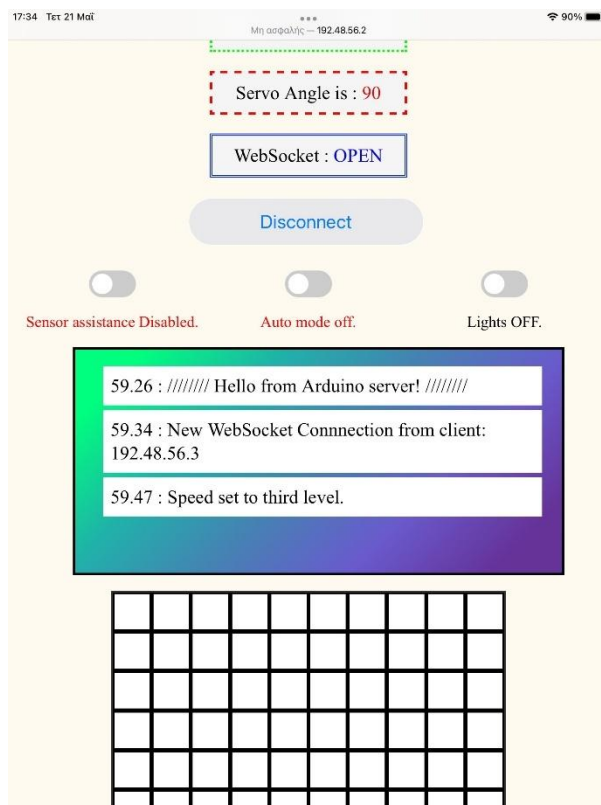 17:34 Τετ 21 Μαΐ
90%
Μη ασφαλής — 192.48.56.2
Servo Angle is : 90
WebSocket : OPEN
Disconnect
Sensor assistance Disabled.
Auto mode off.
Lights OFF.
59.26 : //////// Hello from Arduino server! ////////
59.34 : New WebSocket Connnection from client:
192.48.56.3
59.47 : Speed set to third level.